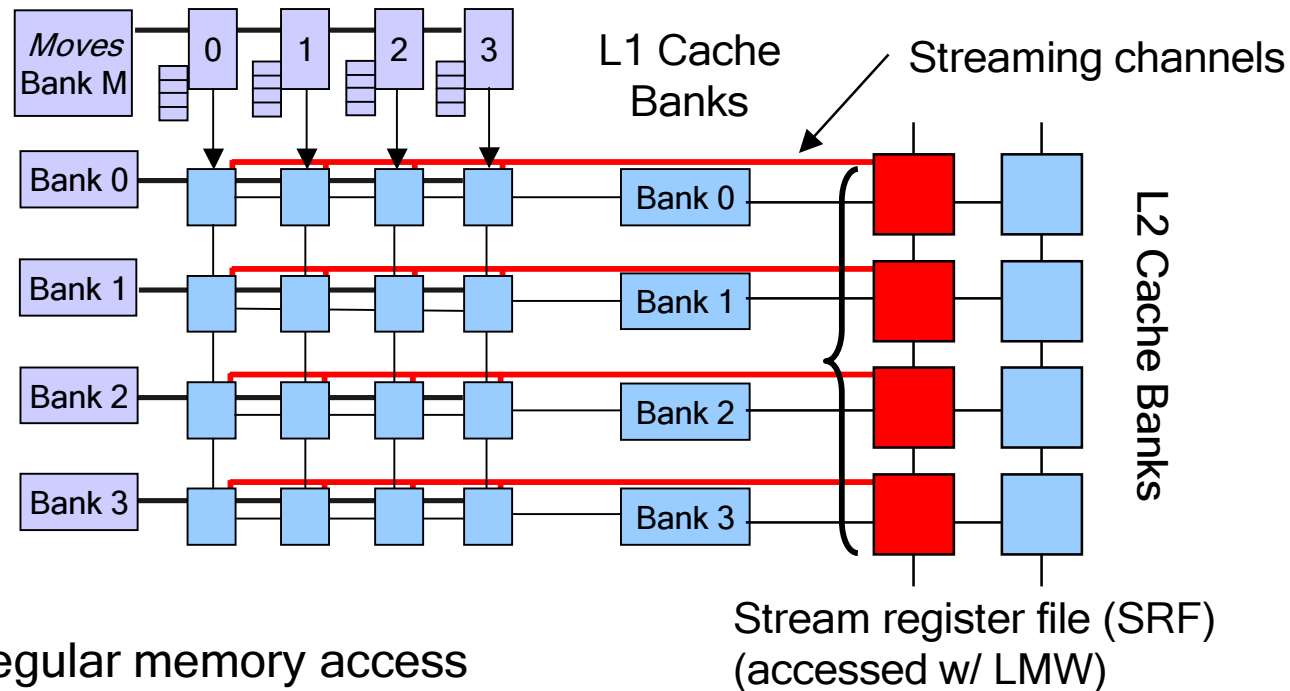 Moves
Bank M
0
1
2
3
L1 Cache
Banks
Streaming channels
Bank 0
Bank 0
Bank 1
Bank 1
Bank 2
Bank 2
Bank 3
Bank 3
L2 Cache Banks
Stream register file (SRF)
(accessed w/ LMW)
egular memory access